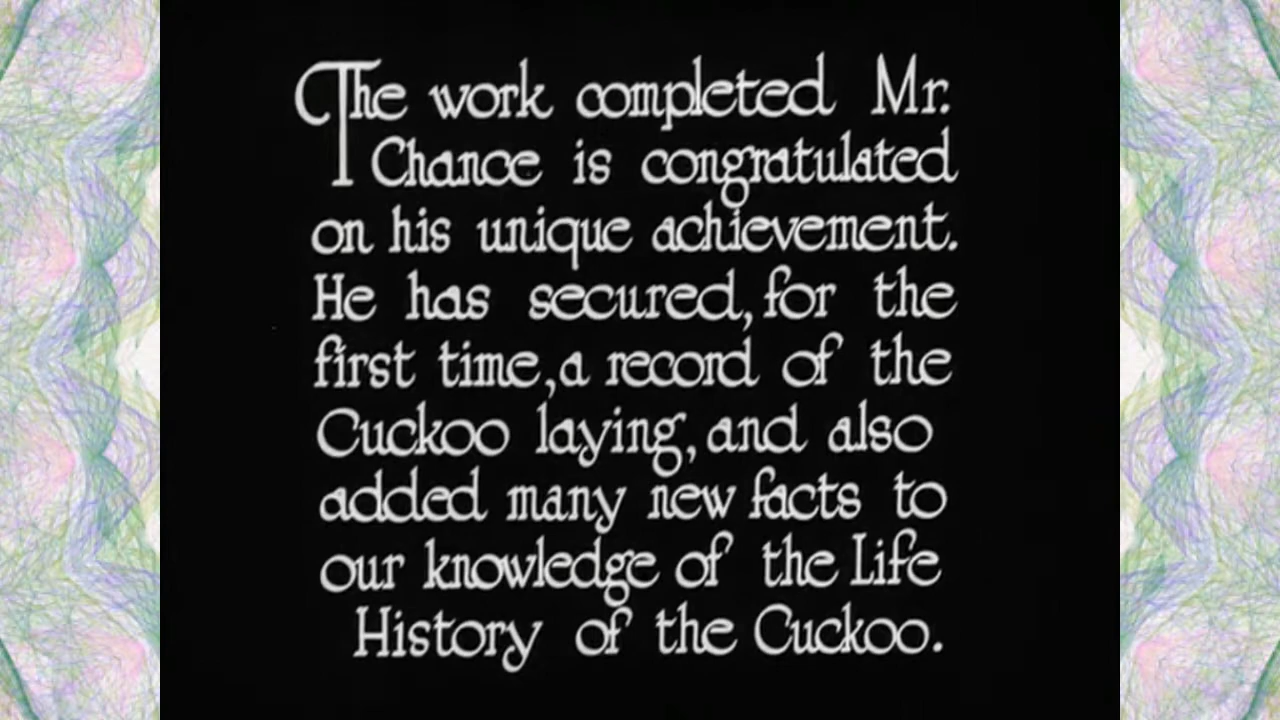 The work completed Mr.
Chance is congratulated
on his unique achievement.
He has secured, for the
first time, a record of the
Cuckoo laying, and also
added many new facts to
our knowledge of the Life
History of the Cuckoo.